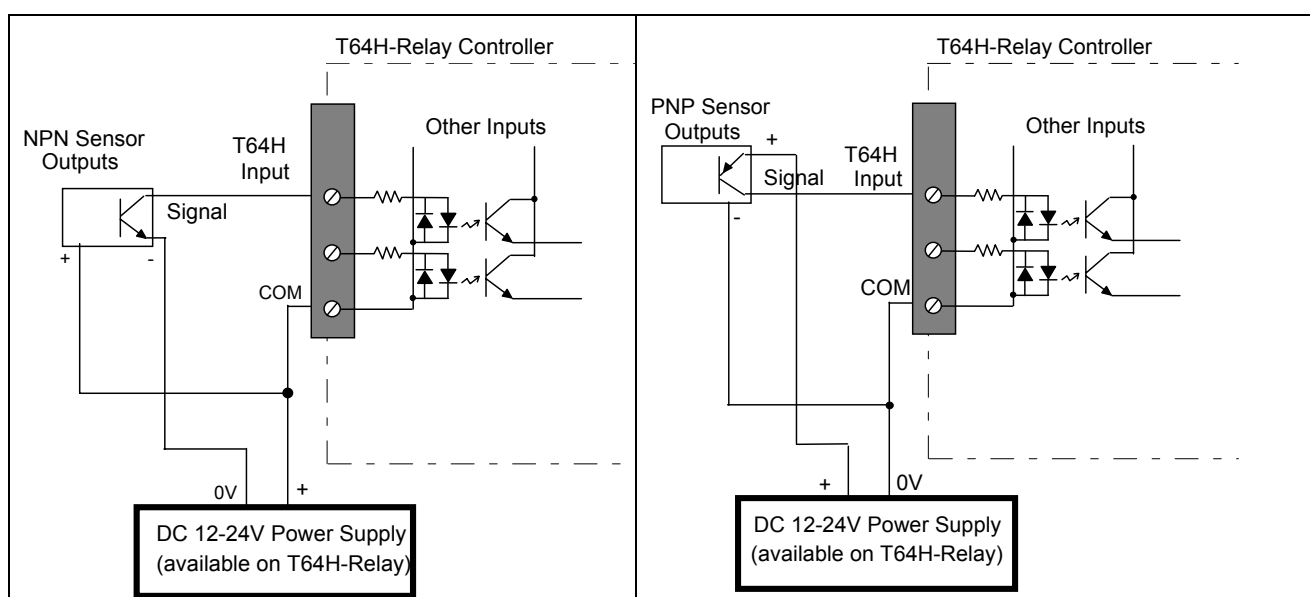 T64H-Relay Controller
NPN Sensor
Outputs
T64H
Input
Other Inputs
Signal
+
-
COM
0V
+
DC 12-24V Power Supply
(available on T64H-Relay)
T64H-Relay Controller
PNP Sensor
Outputs
+
T64H
Input
Other Inputs
Signal
-
COM
+
0V
DC 12-24V Power Supply
(available on T64H-Relay)